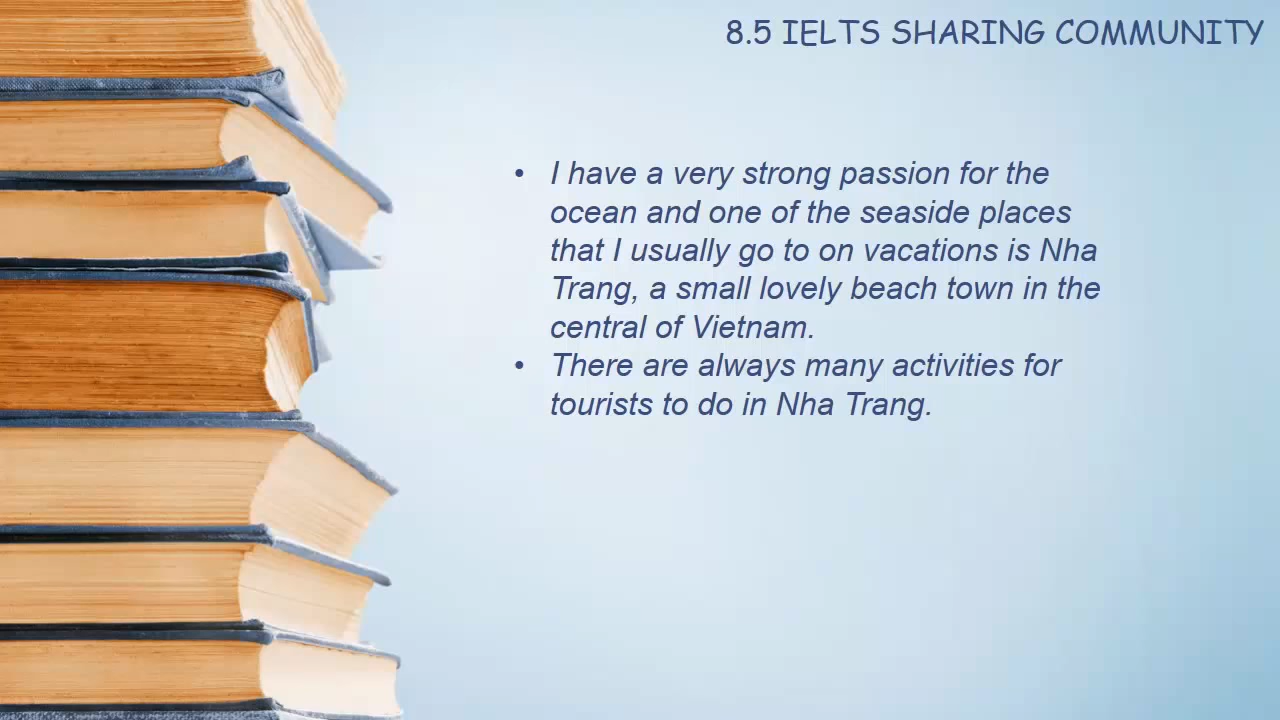 8.5 IELTS SHARING COMMUNITY
• I have a very strong passion for the
ocean and one of the seaside places
that I usually go to on vacations is Nha
Trang, a small lovely beach town in the
central of Vietnam.
• There are always many activities for
tourists to do in Nha Trang.